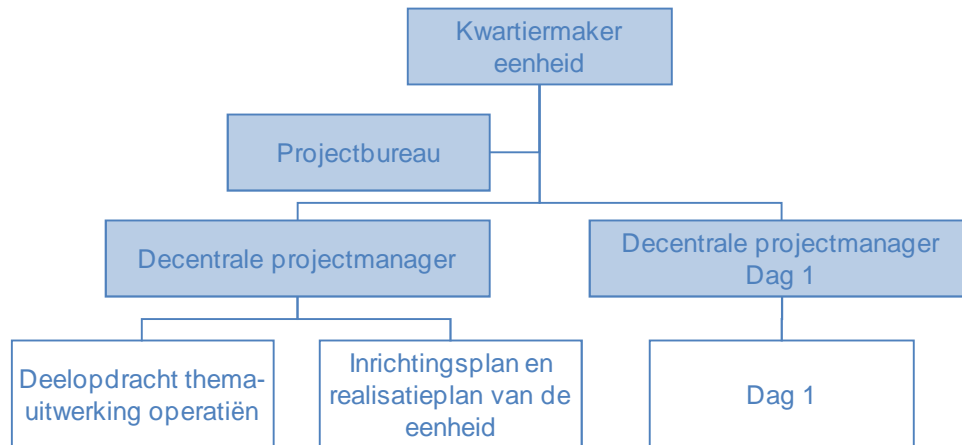 Kwartiermaker
eenheid
Projectbureau
Decentrale projectmanager
Decentrale projectmanager
Dag 1
Deelopdracht thema-
uitwerking operatiën
Inrichtingsplan en
realisatieplan van de
eenheid
Dag 1